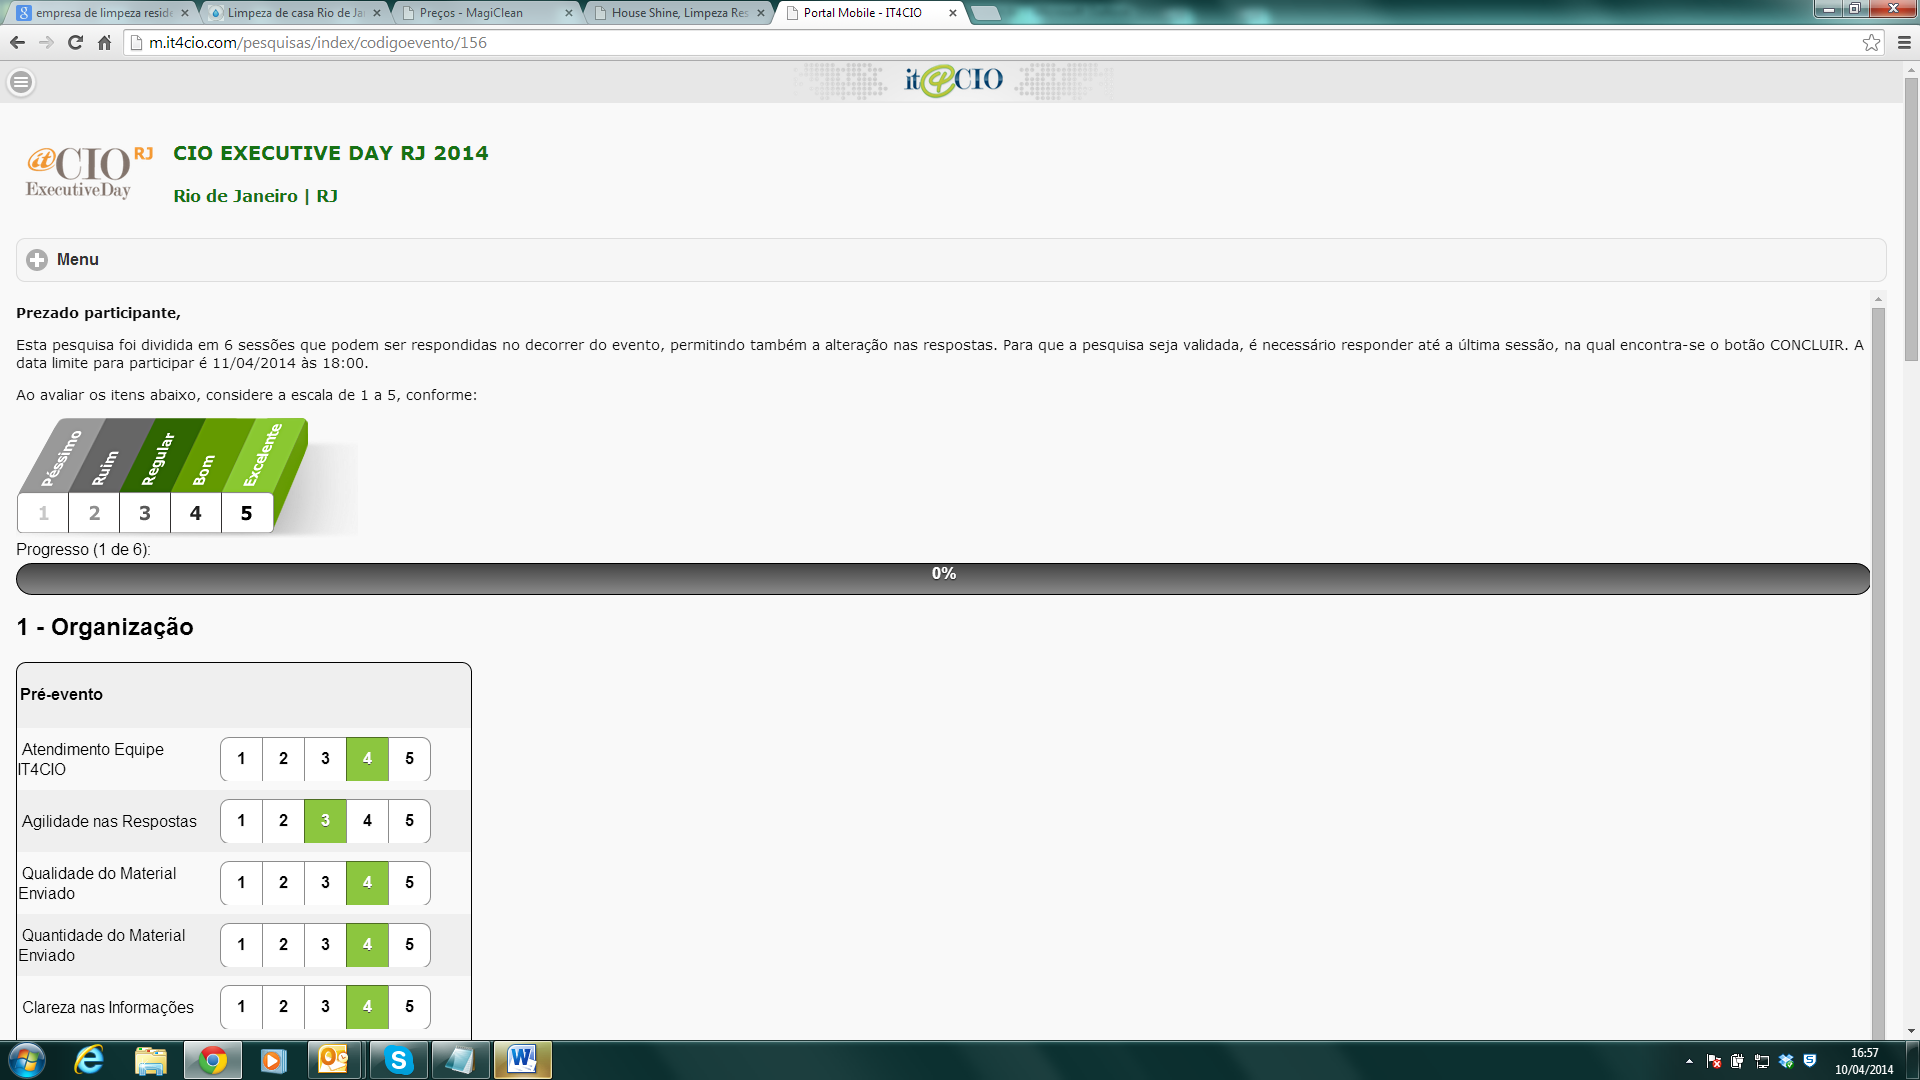 empresa de limpeza reside
Limpeza de casa Rio de Ja
Preços - MagiClean
House Shine, Limpeza Res
Portal Mobile - IT4CIO
m.it4cio.com/pesquisas/index/codigoevento/156
it@CIO
it CIO RJ
ExecutiveDay
CIO EXECUTIVE DAY RJ 2014
Rio de Janeiro | RJ
Menu
Prezado participante,
Esta pesquisa foi dividida em 6 sessões que podem ser respondidas no decorrer do evento, permitindo também a alteração nas respostas. Para que a pesquisa seja validada, é necessário responder até a última sessão, na qual encontra-se o botão CONCLUIR. A
data limite para participar é 11/04/2014 às 18:00.
Ao avaliar os itens abaixo, considere a escala de 1 a 5, conforme:
Péssimo Ruim Regular Bom Excelente
1 2 3 4 5
Progresso (1 de 6):
0%
1 - Organização
Pré-evento
Atendimento Equipe
IT4CIO
1 2 3 4 5
Agilidade nas Respostas
1 2 3 4 5
Qualidade do Material
Enviado
1 2 3 4 5
Quantidade do Material
Enviado
1 2 3 4 5
Clareza nas Informações
1 2 3 4 5
16:57
10/04/2014